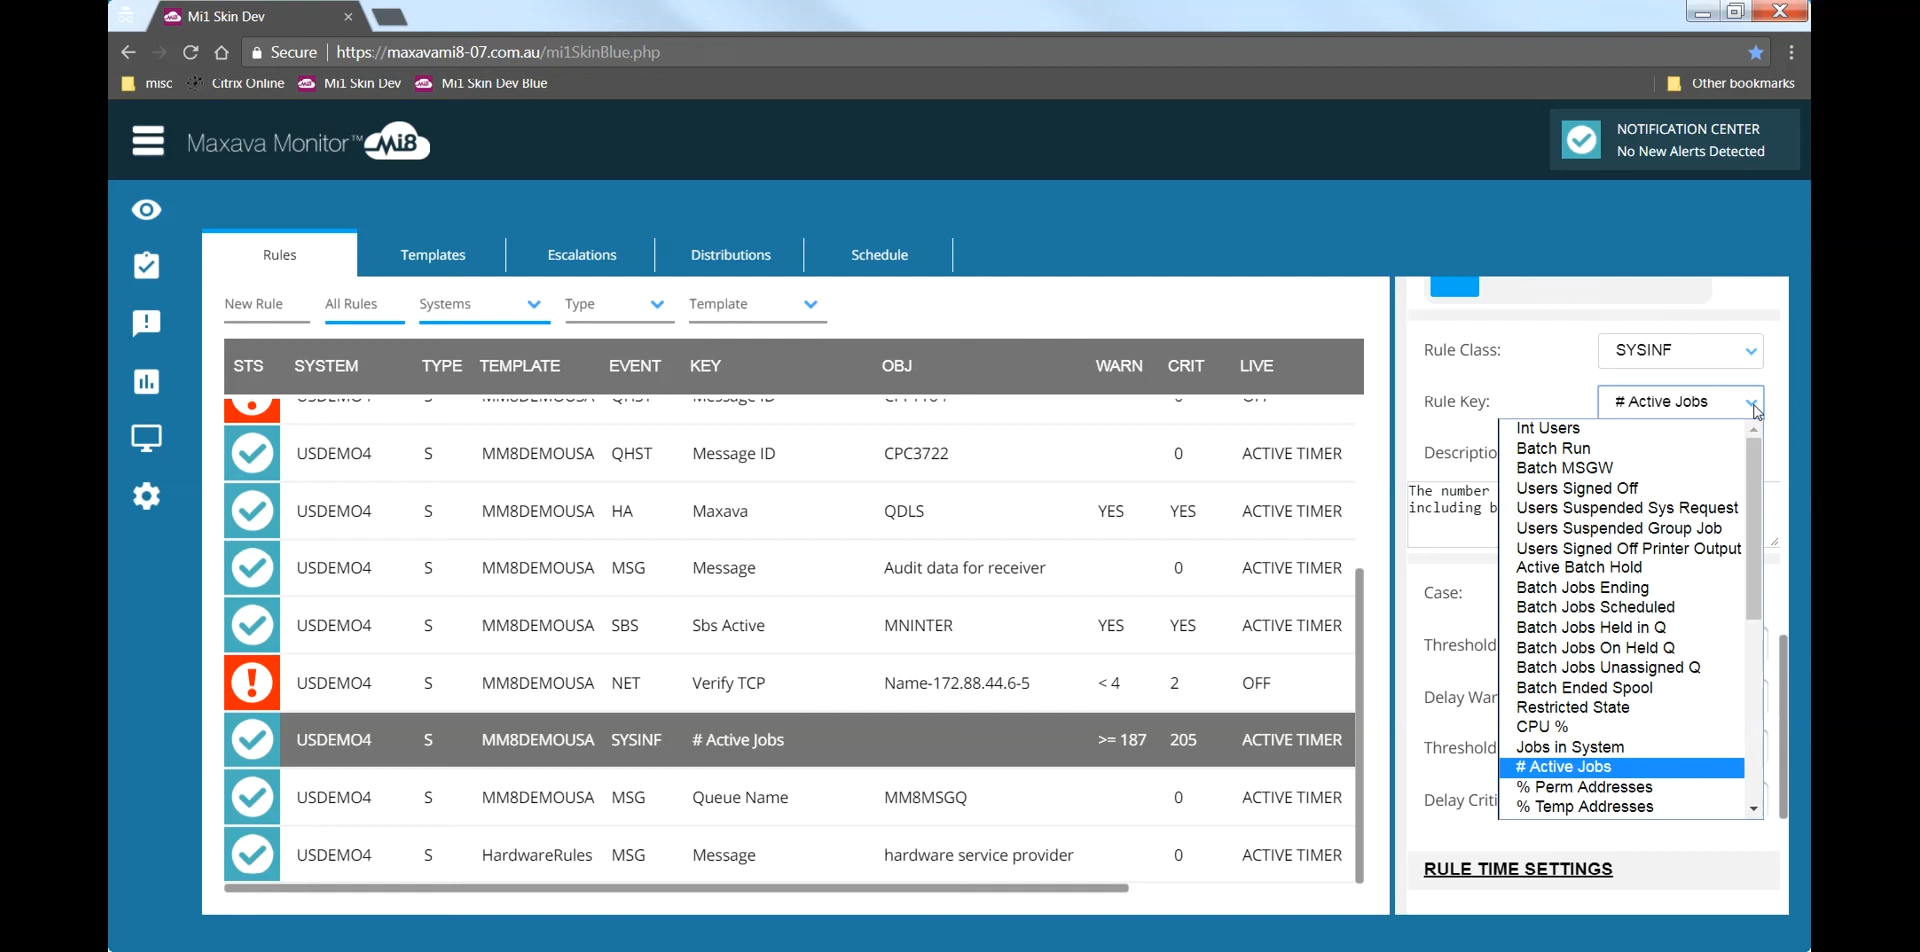 Mi1 Skin Dev
Secure https://maxavami8-07.com.au/mi1SkinBlue.php
misc Citrix Online Mi1 Skin Dev Mi1 Skin Dev Blue Other bookmarks
Maxava Monitor™ Mi8
NOTIFICATION CENTER
No New Alerts Detected
Rules Templates Escalations Distributions Schedule
New Rule All Rules Systems Type Template
STS SYSTEM TYPE TEMPLATE EVENT KEY OBJ WARN CRIT LIVE
USDEMO4 S MM8DEMOUSA QHST Message ID CPC3722 0 ACTIVE TIMER
USDEMO4 S MM8DEMOUSA HA Maxava QDLS YES YES ACTIVE TIMER
USDEMO4 S MM8DEMOUSA MSG Message Audit data for receiver 0 ACTIVE TIMER
USDEMO4 S MM8DEMOUSA SBS Sbs Active MNINTER YES YES ACTIVE TIMER
USDEMO4 S MM8DEMOUSA NET Verify TCP Name-172.88.44.6-5 < 4 2 OFF
USDEMO4 S MM8DEMOUSA SYSINF # Active Jobs >= 187 205 ACTIVE TIMER
USDEMO4 S MM8DEMOUSA MSG Queue Name MM8MSGQ 0 ACTIVE TIMER
USDEMO4 S HardwareRules MSG Message hardware service provider 0 ACTIVE TIMER
Rule Class: SYSINF
Rule Key: # Active Jobs
Descriptio
The number
including b
Case:
Threshold
Delay War
Threshold
Delay Criti
Int Users
Batch Run
Batch MSGW
Users Signed Off
Users Suspended Sys Request
Users Suspended Group Job
Users Signed Off Printer Output
Active Batch Hold
Batch Jobs Ending
Batch Jobs Scheduled
Batch Jobs Held in Q
Batch Jobs On Held Q
Batch Jobs Unassigned Q
Batch Ended Spool
Restricted State
CPU %
Jobs in System
# Active Jobs
% Perm Addresses
% Temp Addresses
RULE TIME SETTINGS